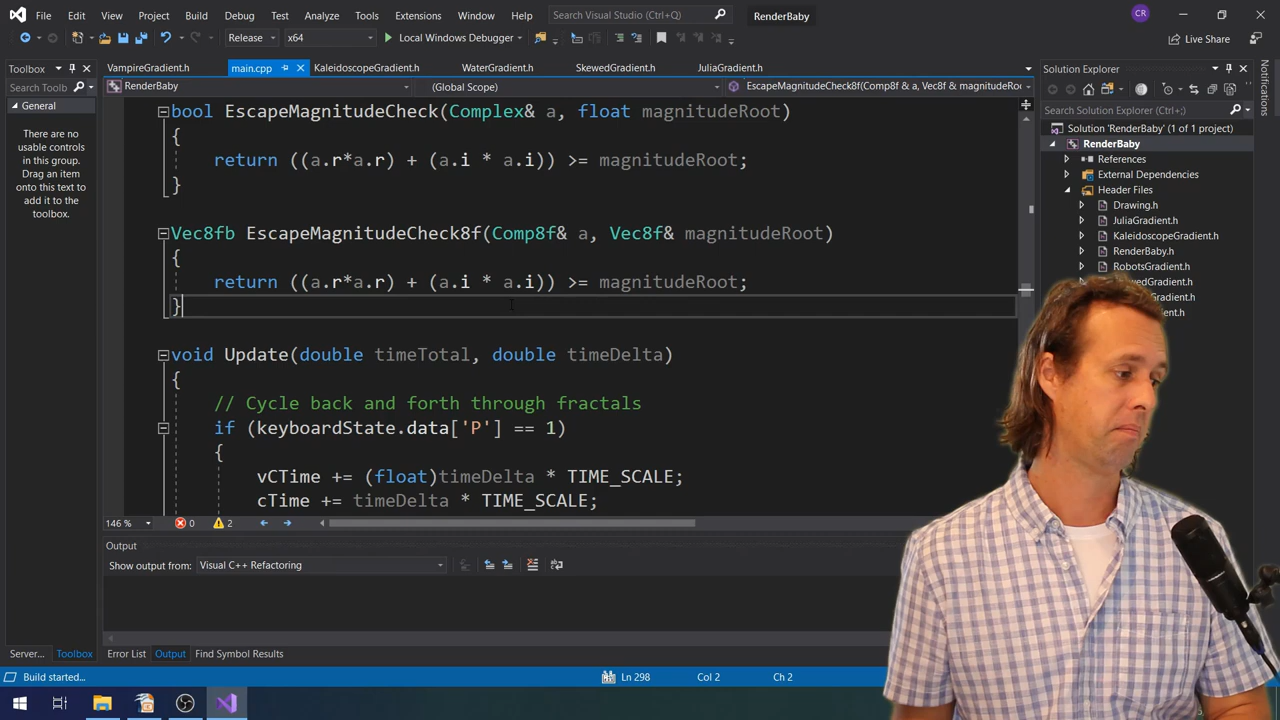 File Edit View Project Build Debug Test Analyze Tools Extensions Window Help Search Visual Studio (Ctrl+Q) RenderBaby CR
Release x64 Local Windows Debugger Live Share
Toolbox VampireGradient.h main.cpp KaleidoscopeGradient.h WaterGradient.h SkewedGradient.h JuliaGradient.h Solution Explorer
Search Toolb RenderBaby (Global Scope) EscapeMagnitudeCheck8f(Comp8f & a, Vec8f & magnitudeRoo
General
There are no
usable controls
in this group.
Drag an item
onto this text to
add it to the
toolbox.
bool EscapeMagnitudeCheck(Complex& a, float magnitudeRoot)
{
return ((a.r*a.r) + (a.i * a.i)) >= magnitudeRoot;
}
Vec8fb EscapeMagnitudeCheck8f(Comp8f& a, Vec8f& magnitudeRoot)
{
return ((a.r*a.r) + (a.i * a.i)) >= magnitudeRoot;
}
void Update(double timeTotal, double timeDelta)
{
// Cycle back and forth through fractals
if (keyboardState.data['P'] == 1)
{
vCTime += (float)timeDelta * TIME_SCALE;
cTime += timeDelta * TIME_SCALE;
146 % 0 2
Search Solution Explorer (Ctrl+;)
Solution 'RenderBaby' (1 of 1 project)
RenderBaby
References
External Dependencies
Header Files
Drawing.h
JuliaGradient.h
KaleidoscopeGradient.h
RenderBaby.h
RobotsGradient.h
wedGradient.h
Gradient.h
nt.h
Notifications
Output
Show output from: Visual C++ Refactoring
Server... Toolbox Error List Output Find Symbol Results
Build started... Ln 298 Col 2 Ch 2